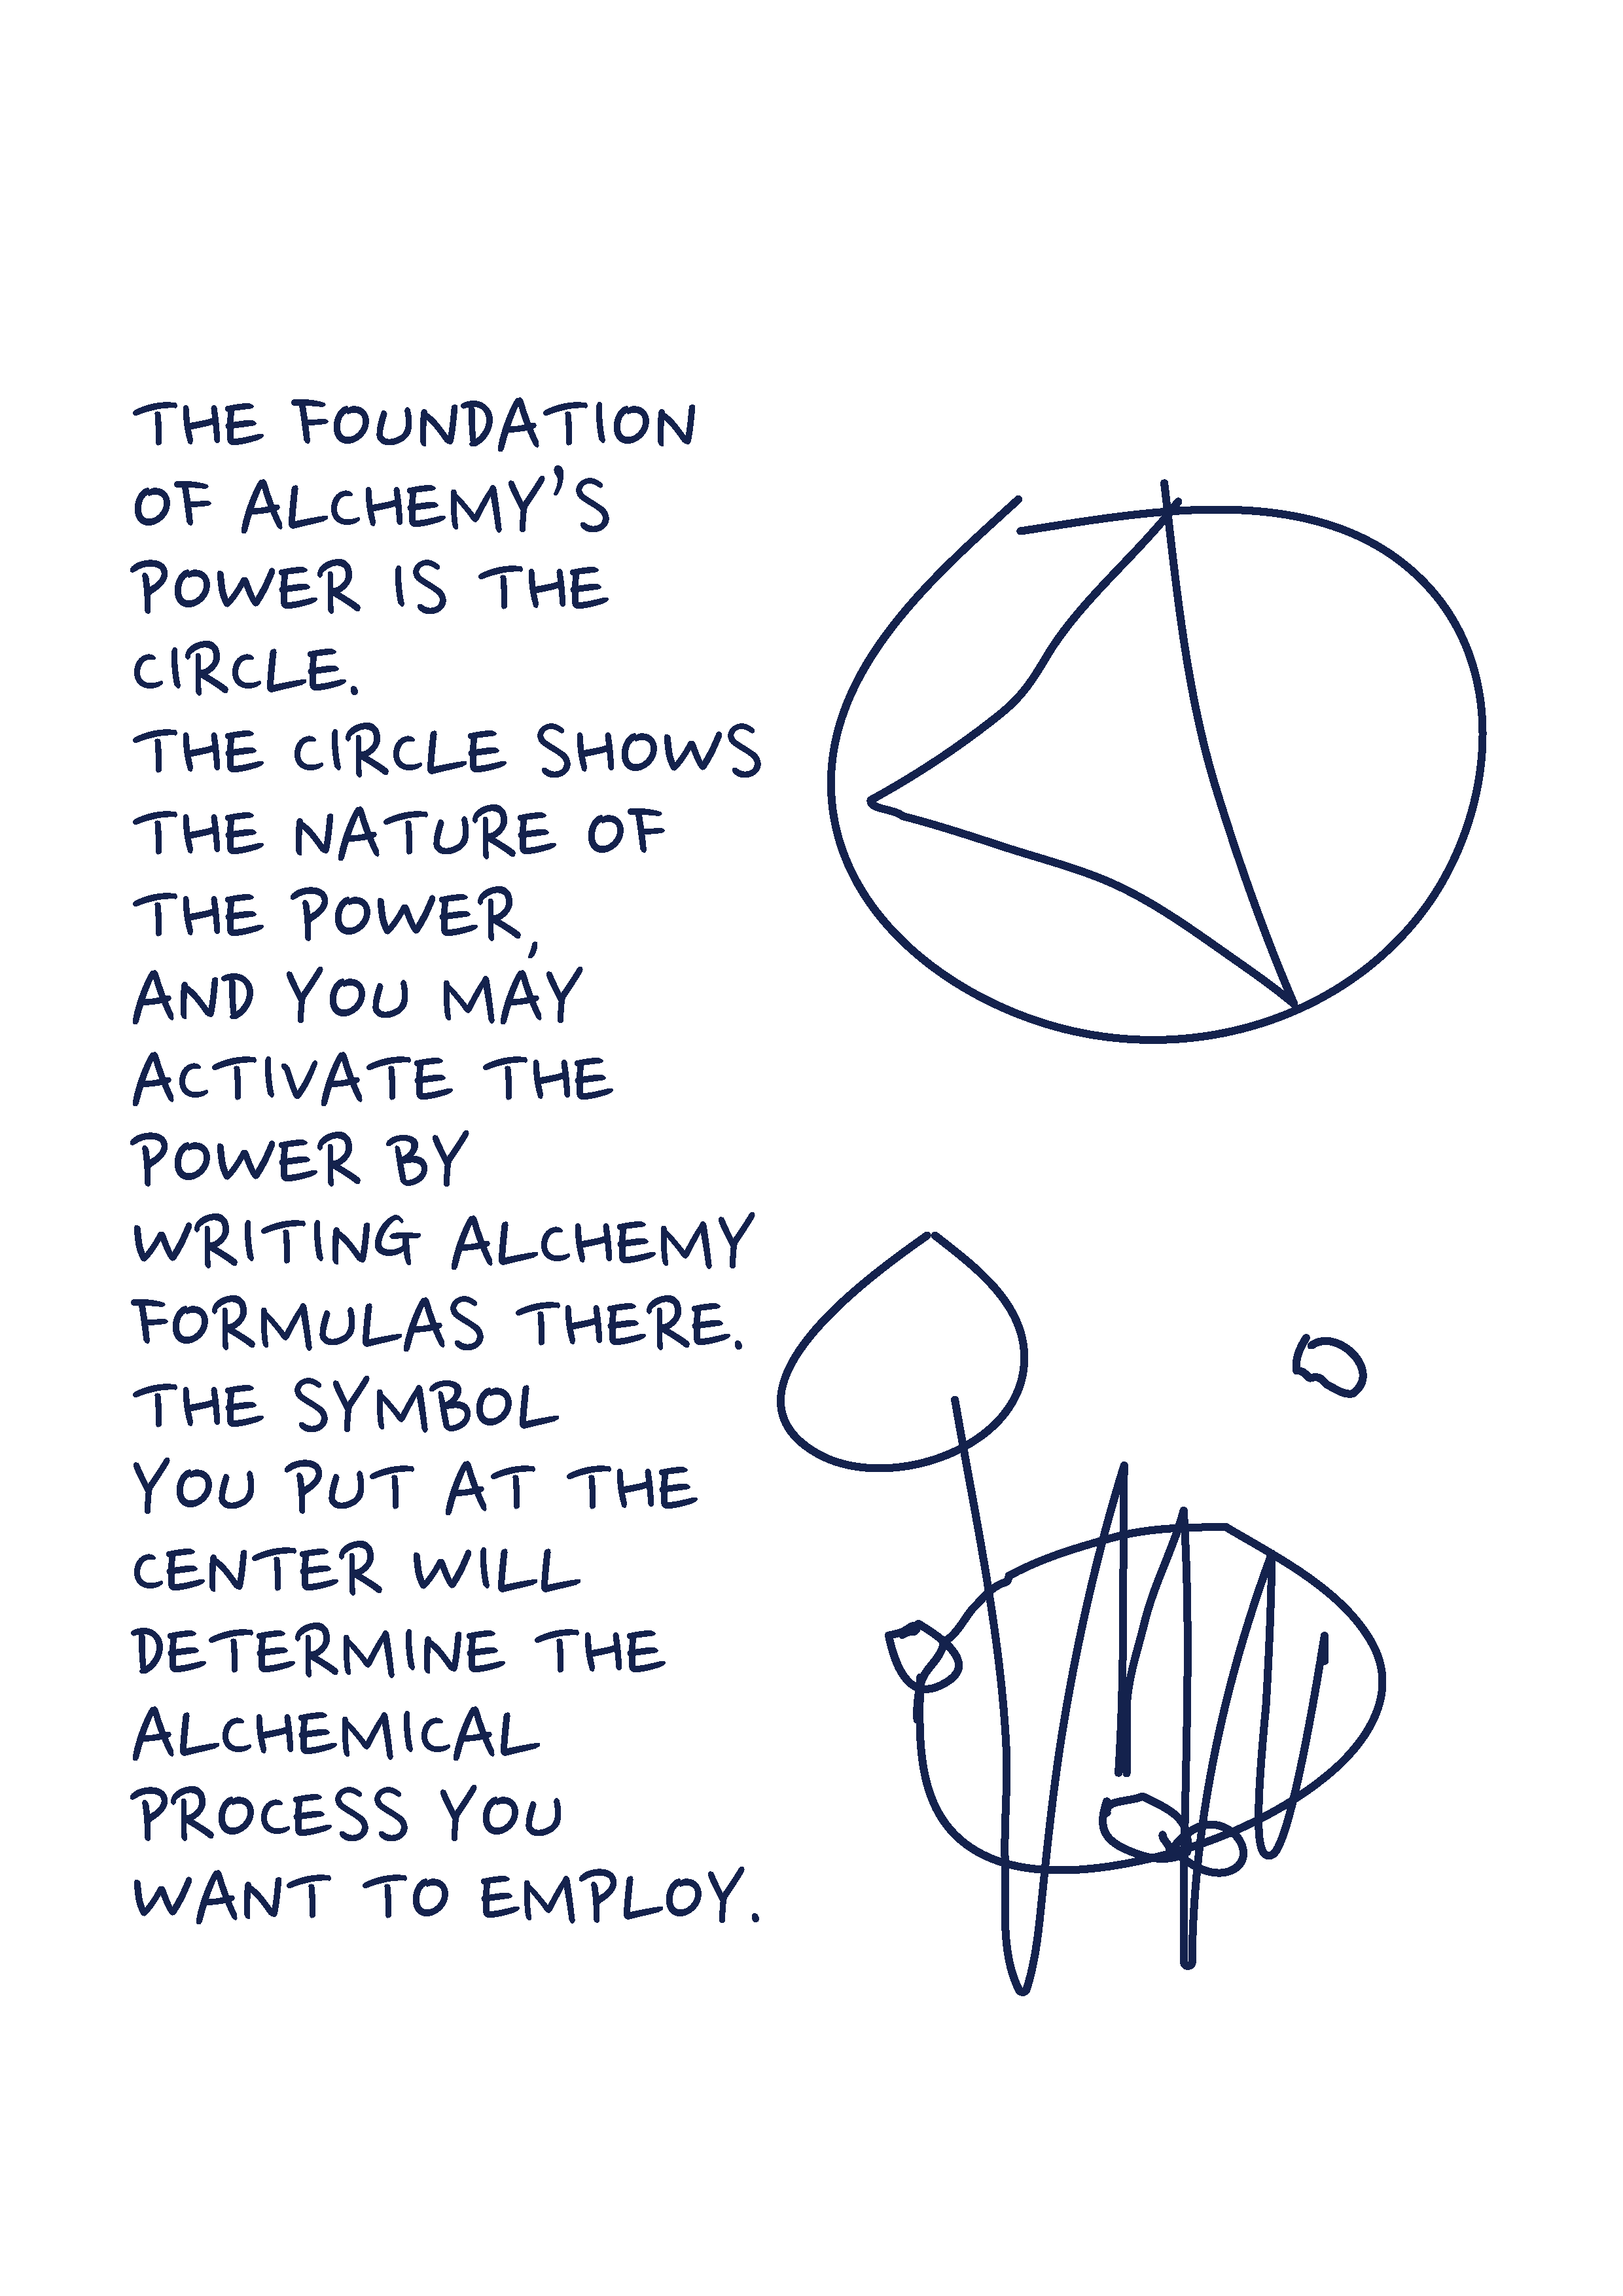 THE FOUNDATION
OF ALCHEMY'S
POWER IS THE
CIRCLE.
THE CIRCLE SHOWS
THE NATURE OF
THE POWER,
AND YOU MAY
ACTIVATE THE
POWER BY
WRITING ALCHEMY
FORMULAS THERE.
THE SYMBOL
YOU PUT AT THE
CENTER WILL
DETERMINE THE
ALCHEMICAL
PROCESS YOU
WANT TO EMPLOY.